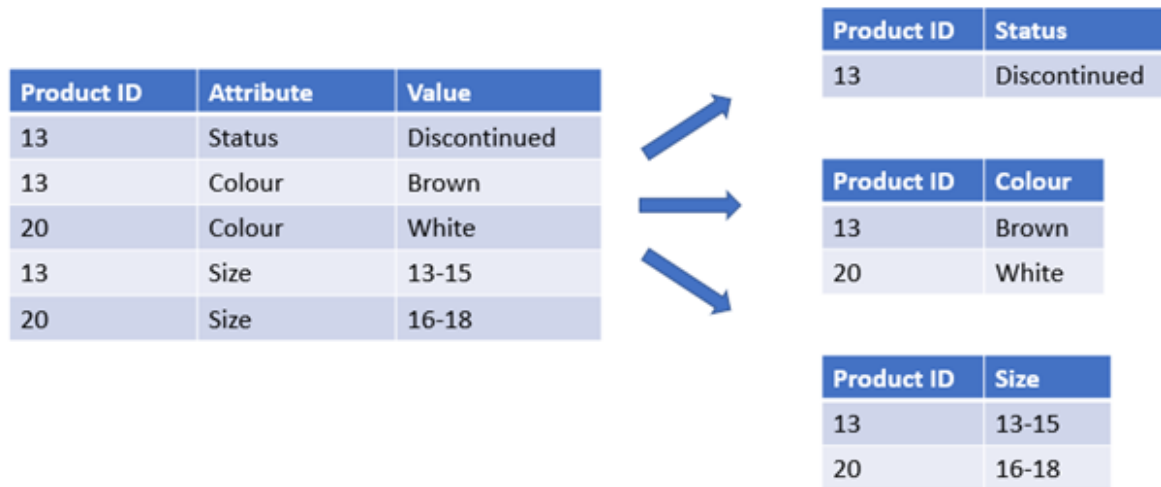 Product ID Attribute Value
13 Status Discontinued
13 Colour Brown
20 Colour White
13 Size 13-15
20 Size 16-18
Product ID Status
13 Discontinued
Product ID Colour
13 Brown
20 White
Product ID Size
13 13-15
20 16-18